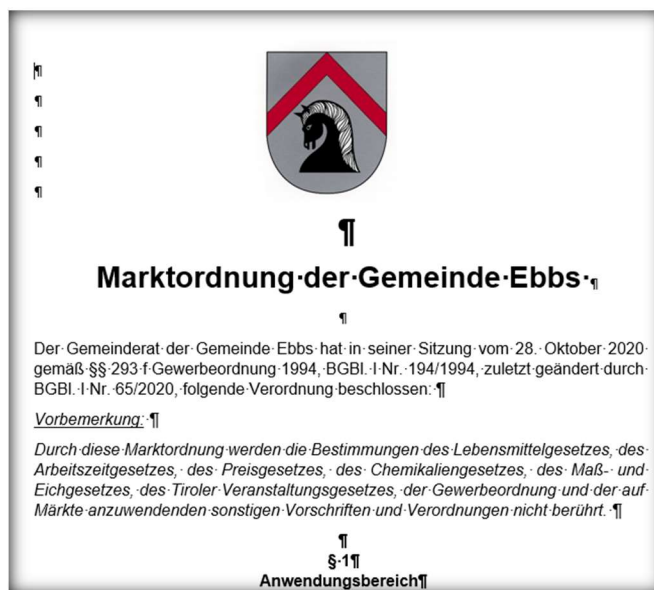 ¶
¶
¶
¶
¶
¶
Marktordnung·der·Gemeinde·Ebbs·¶
¶
Der·Gemeinderat·der·Gemeinde·Ebbs·hat·in·seiner·Sitzung·vom·28.·Oktober·2020·
gemäß·§§·293·f·Gewerbeordnung·1994,·BGBl.·I·Nr.·194/1994,·zuletzt·geändert·durch·
BGBl.·I·Nr.·65/2020,·folgende·Verordnung·beschlossen:·¶
Vorbemerkung:·¶
Durch·diese·Marktordnung·werden·die·Bestimmungen·des·Lebensmittelgesetzes,·des·
Arbeitszeitgesetzes,·des·Preisgesetzes,·des·Chemikaliengesetzes,·des·Maß-·und·
Eichgesetzes,·des·Tiroler·Veranstaltungsgesetzes,·der·Gewerbeordnung·und·der·auf·
Märkte·anzuwendenden·sonstigen·Vorschriften·und·Verordnungen·nicht·berührt.·¶
¶
§·1¶
Anwendungsbereich¶